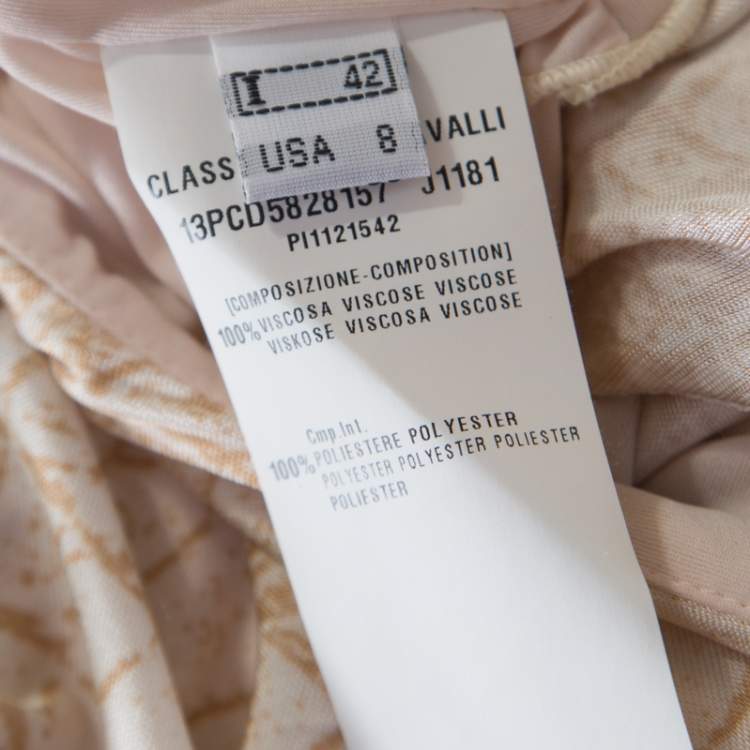 I 42
USA 8
CLASS VALLI
13PCD5828157 J1181
PI1121542
[COMPOSIZIONE-COMPOSITION]
100% VISCOSA VISCOSE VISCOSE
VISKOSE VISCOSA VISCOSE
Cmp.Int.
100% POLIESTERE POLYESTER
POLYESTER POLYESTER POLIESTER
POLIESTER